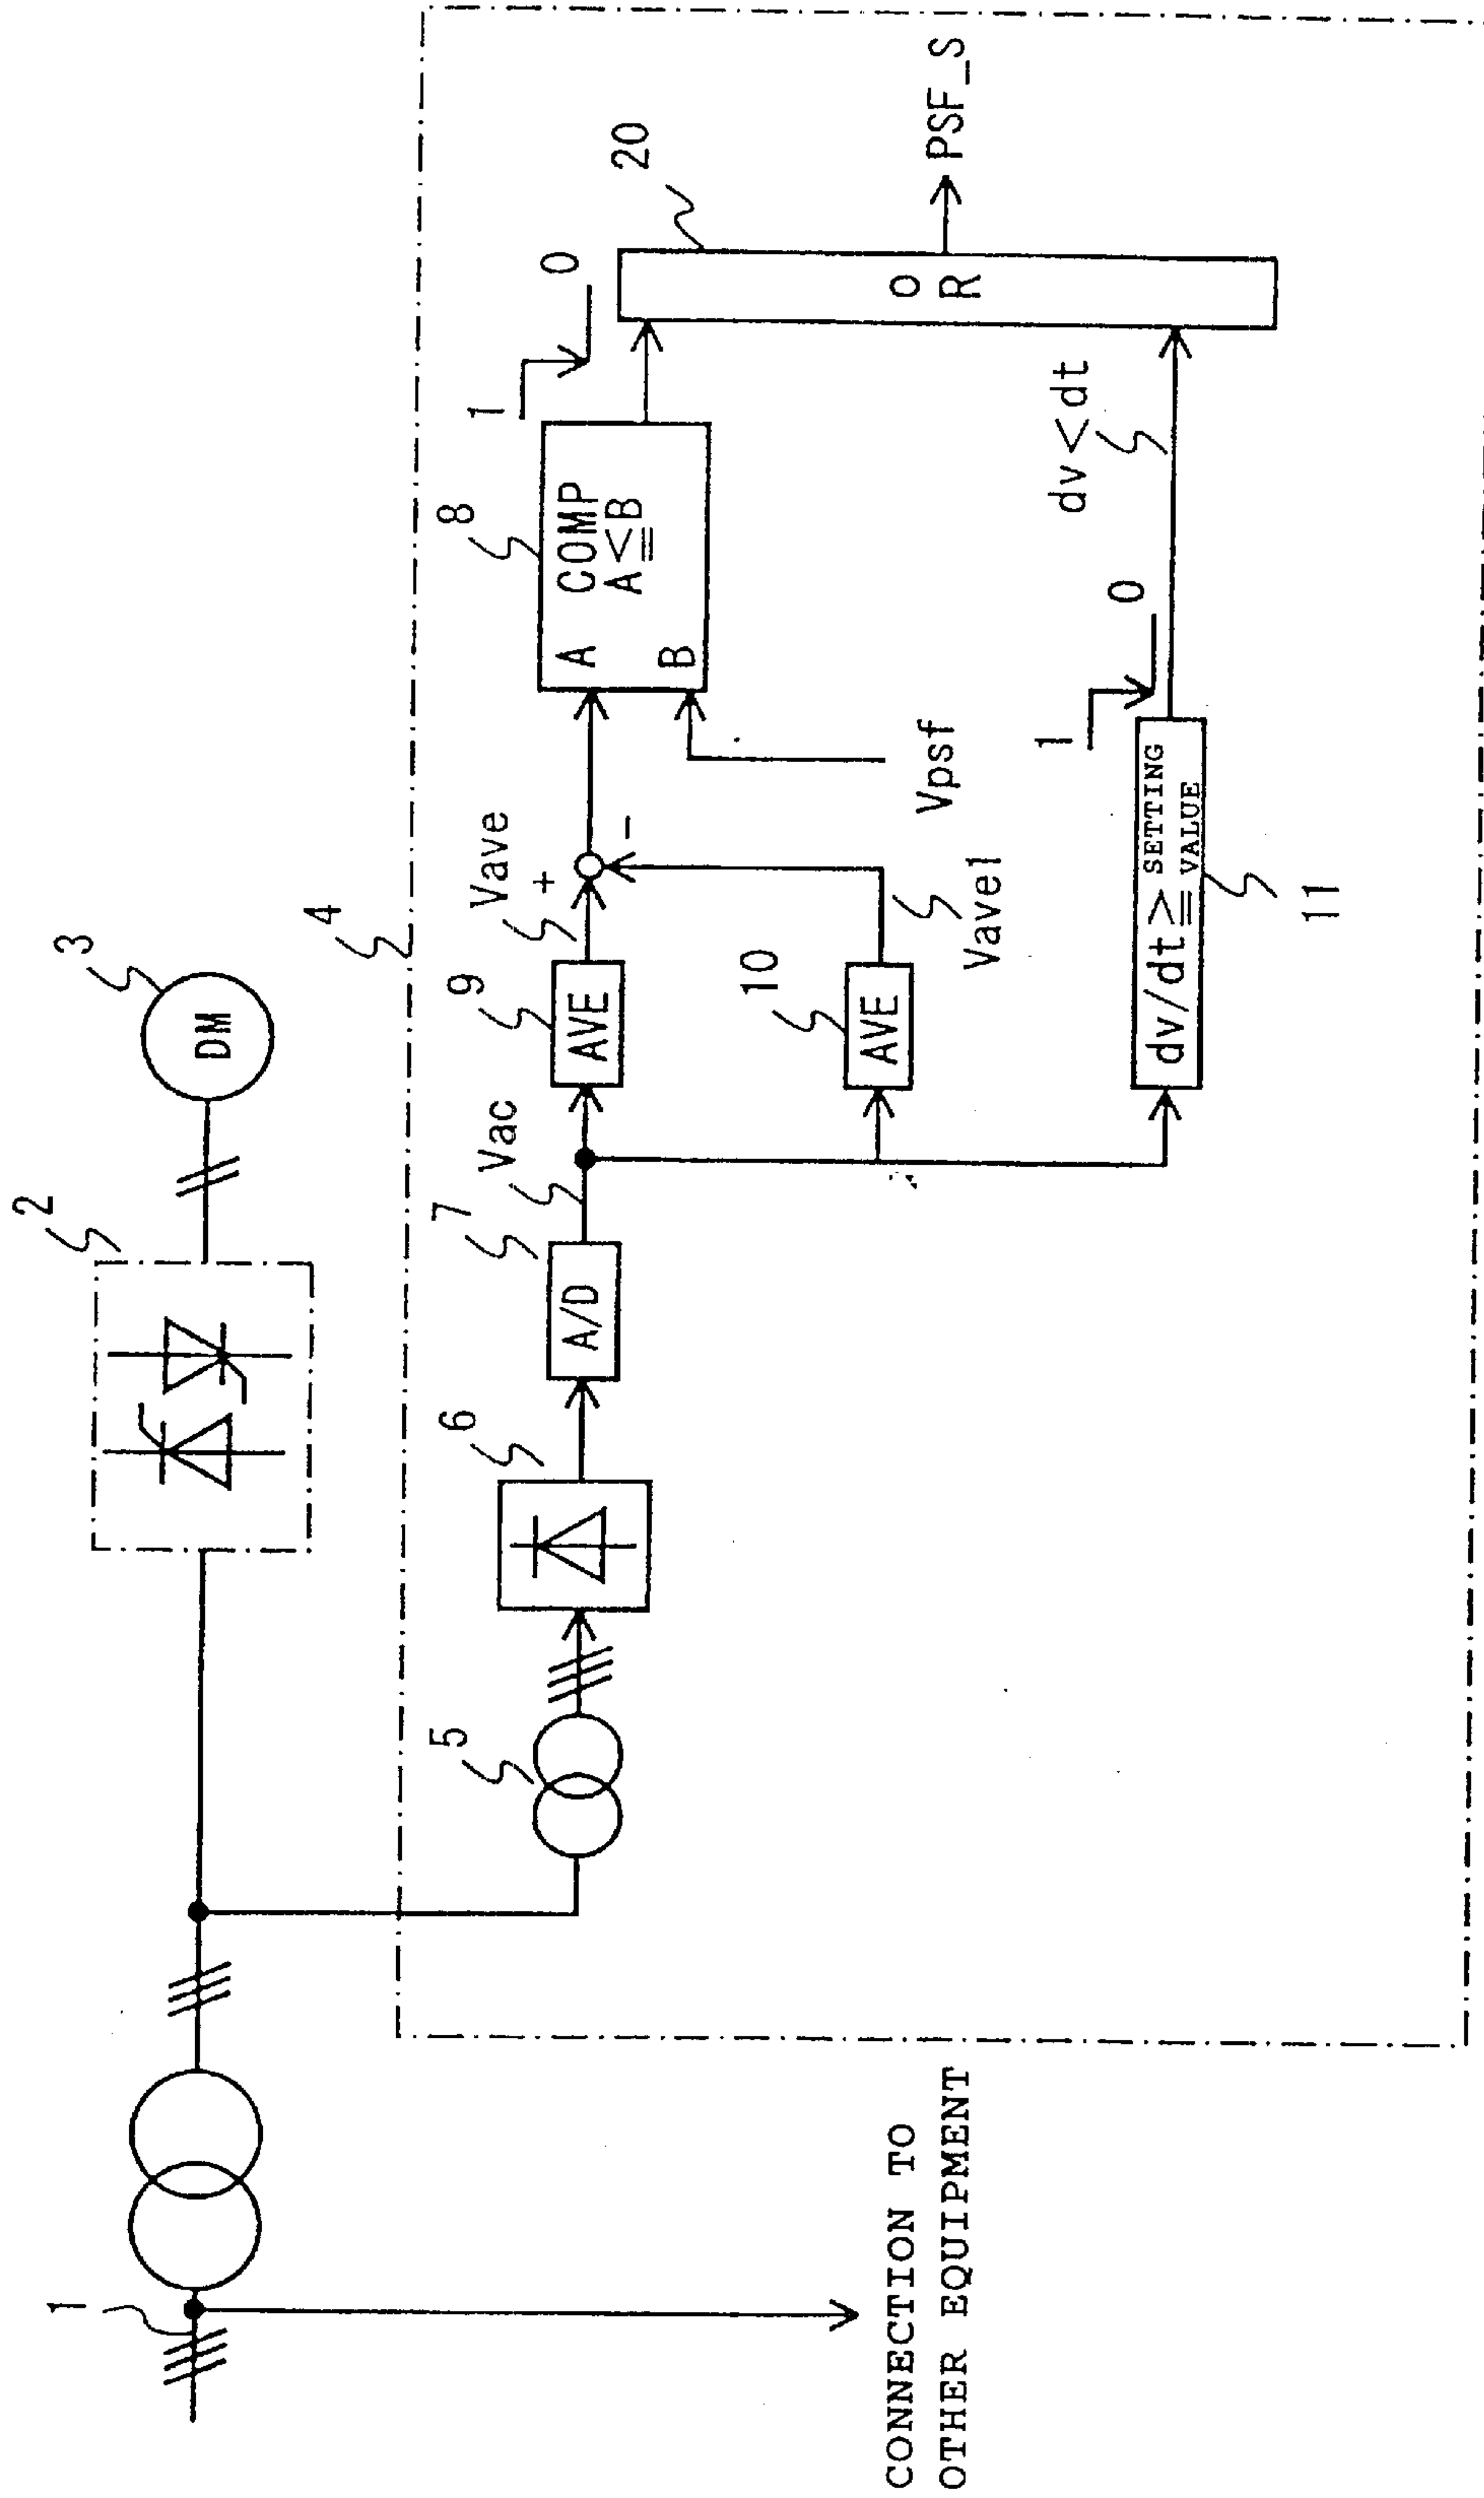 1
2
3
DM
4
5
6
7
A/D
Vac
9
AVE
Vave
+
-
10
AVE
Vave1
Vpsf
8
A COMP
A≦B
B
1
0
dv/dt≧ SETTING
VALUE
11
1
0
dv<dt
20
OR
PSF_S
CONNECTION TO
OTHER EQUIPMENT